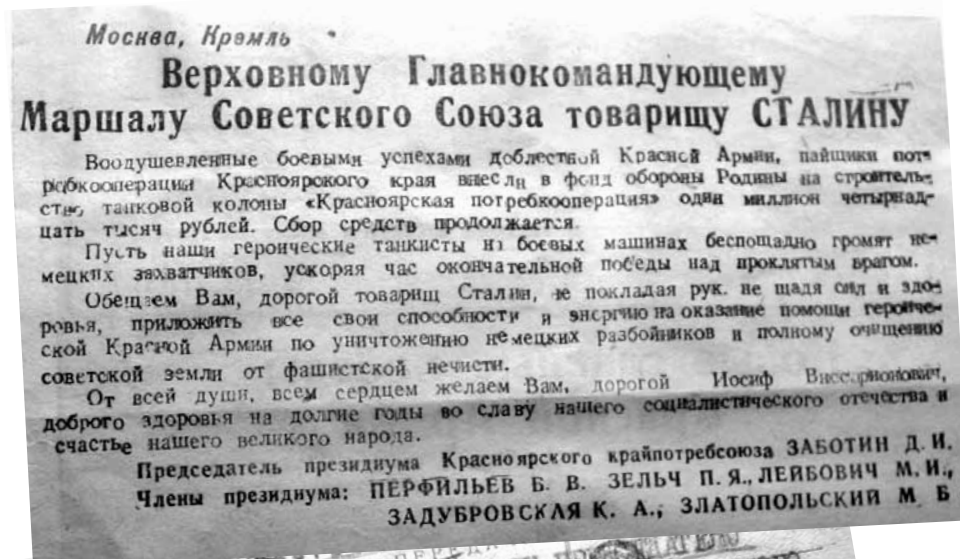 Москва, Кремль
Верховному Главнокомандующему
Маршалу Советского Союза товарищу СТАЛИНУ
Воодушевленные боевыми успехами доблестной Красной Армии, пайщики пот-
рабкооперации Красноярского края внесли в фонд обороны Родины на строитель-
ство танковой колоны «Красноярская потребкооперация» один миллион четырнад-
цать тысяч рублей. Сбор средств продолжается.
Пусть наши героические танкисты на боевых машинах беспощадно громят не-
мецких захватчиков, ускоряя час окончательной победы над проклятым врагом.
Обещаем Вам, дорогой товарищ Сталин, не покладая рук. не щадя сил и здо-
ровья, приложить все свои способности и энергию на оказание помощи героиче-
ской Красной Армии по уничтожению немецких разбойников и полному очищению
советской земли от фашистской нечисти.
От всей души, всем сердцем желаем Вам, дорогой Иосиф Виссарионович,
доброго здоровья на долгие годы во славу нашего социалистического отечества и
счастье нашего великого народа.
Председатель президиума Красноярского крайпотребсоюза ЗАБОТИН Д. И.
Члены президиума: ПЕРФИЛЬЕВ Б. В. ЗЕЛЬЧ П. Я., ЛЕЙБОВИЧ М. И.,
ЗАДУБРОВСКАЯ К. А., ЗЛАТОПОЛЬСКИЙ М. Б